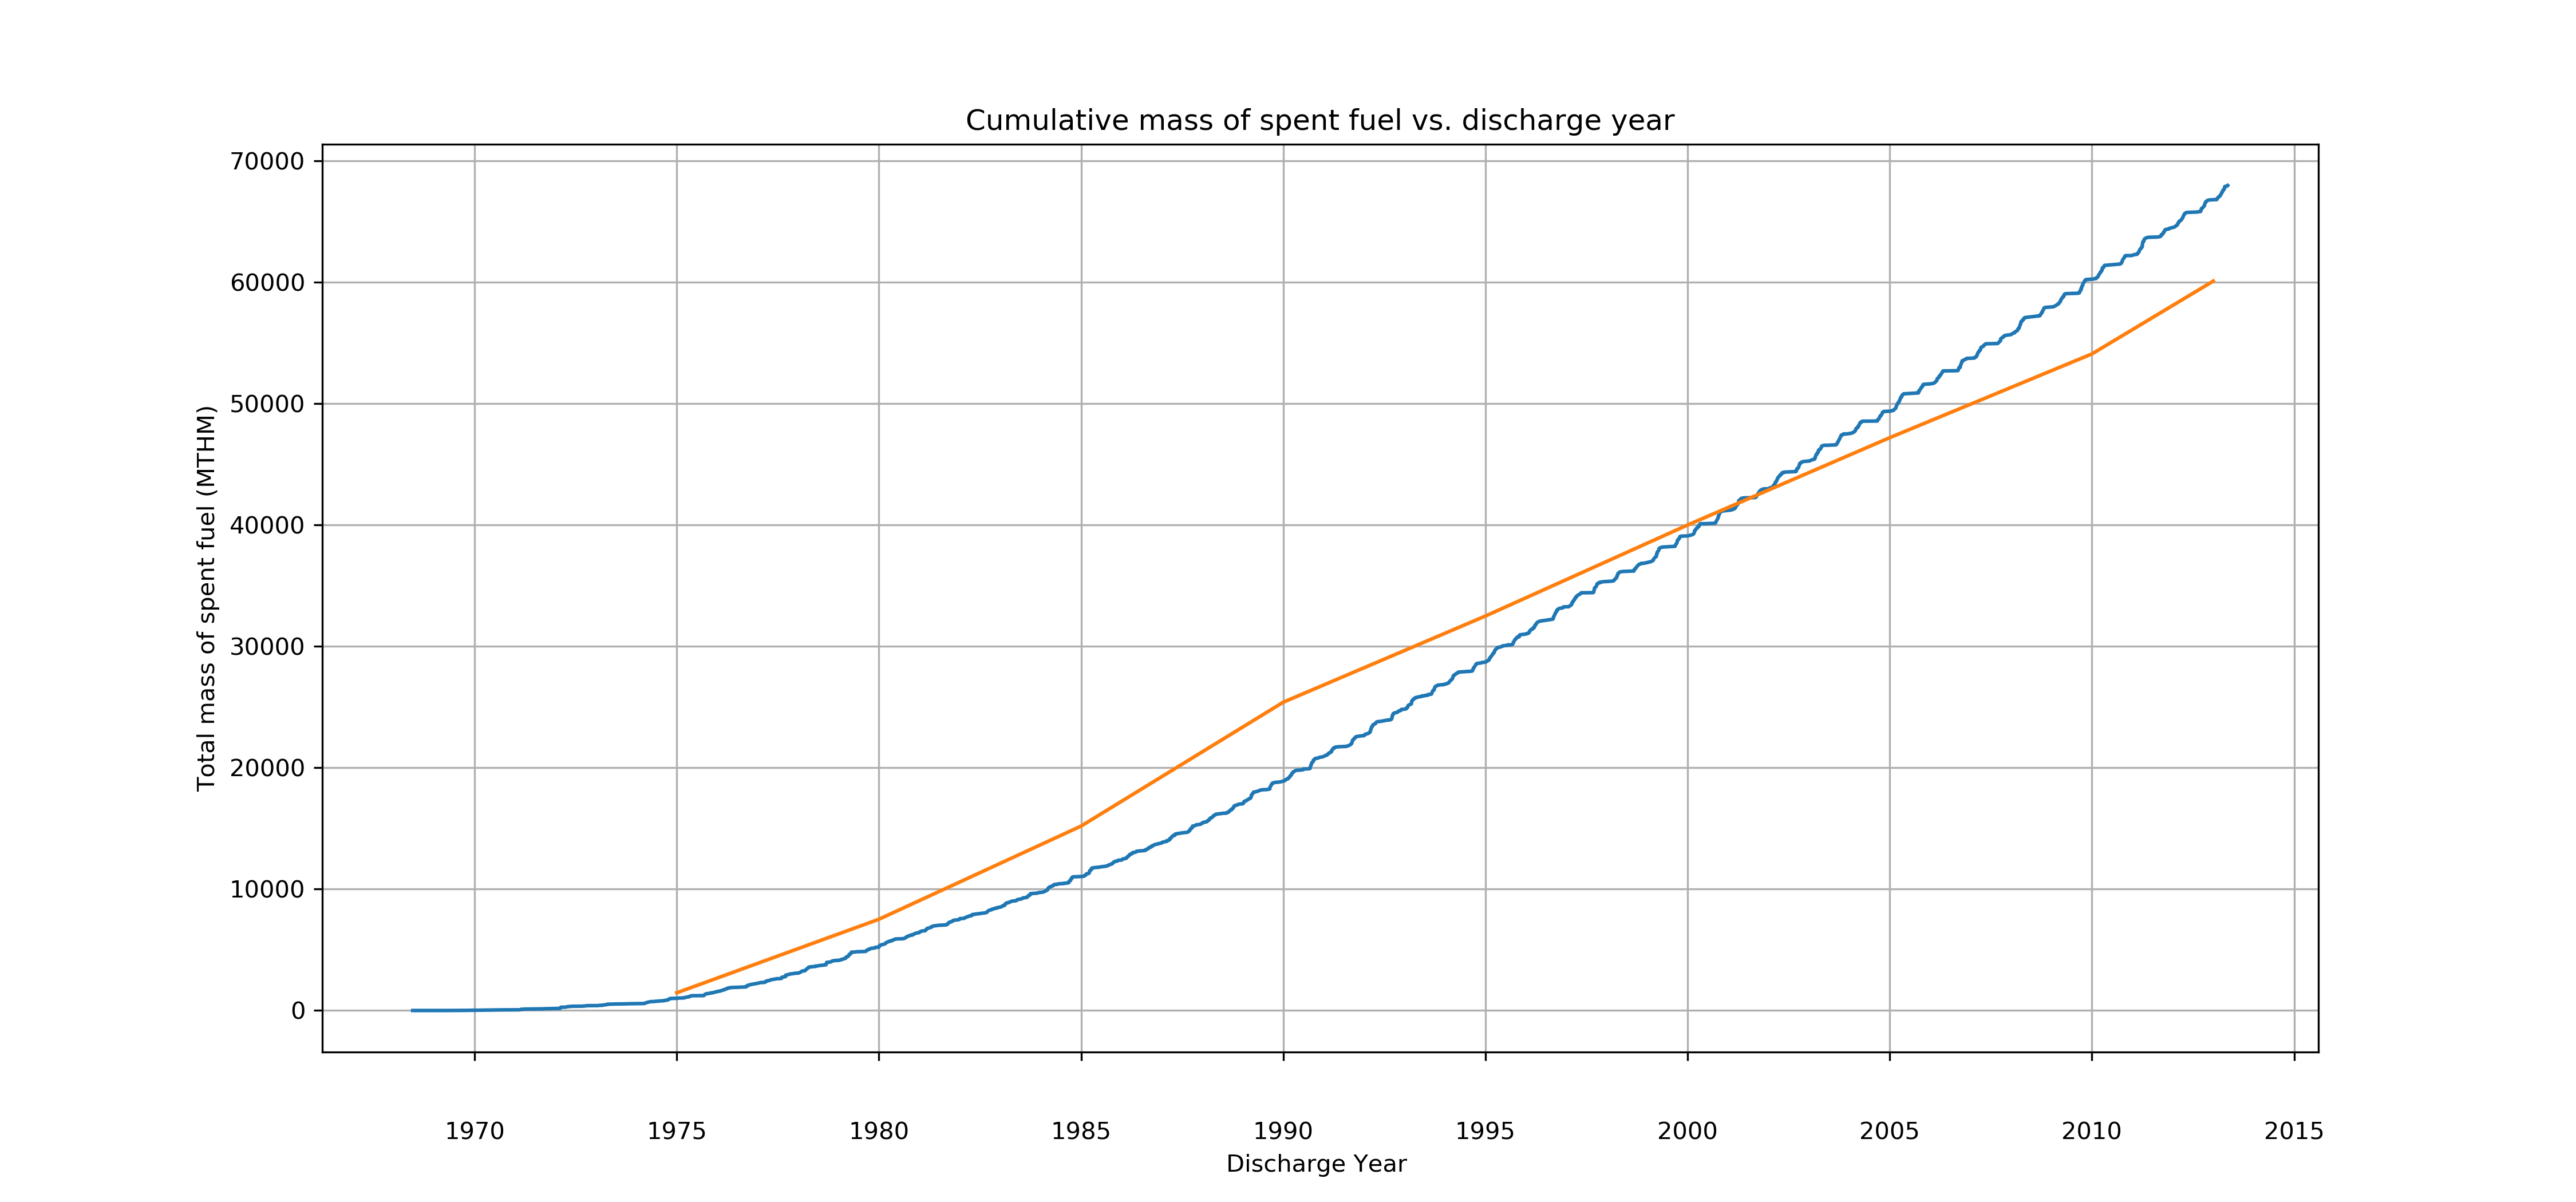 Cumulative mass of spent fuel vs. discharge year
70000
60000
50000
40000
30000
20000
10000
0
Total mass of spent fuel (MTHM)
1970 1975 1980 1985 1990 1995 2000 2005 2010 2015
Discharge Year